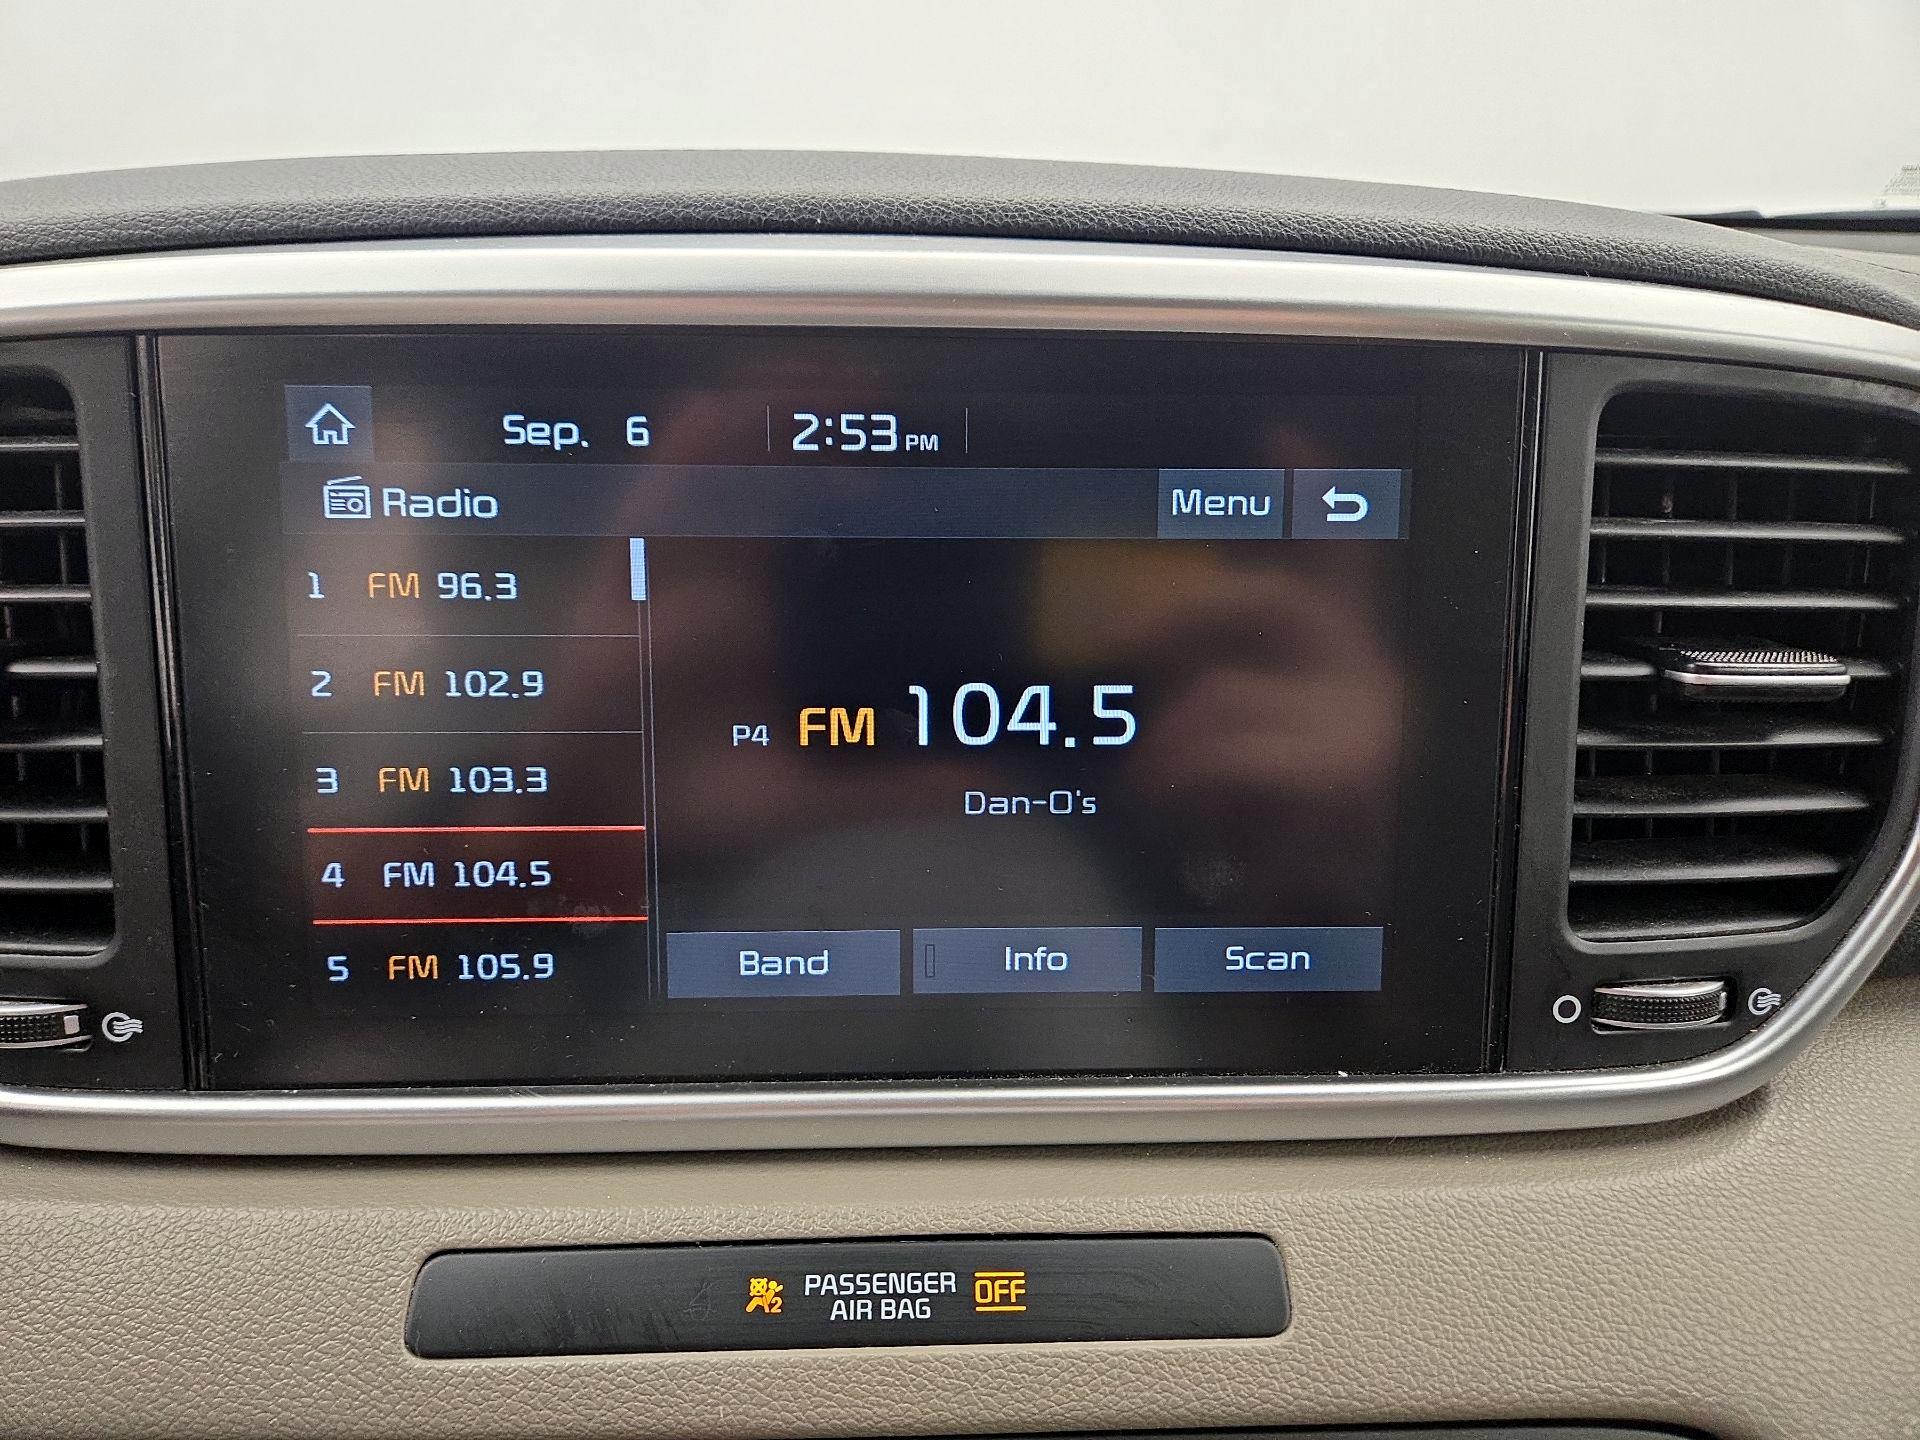 Sep. 6 2:53 PM
Radio Menu
1 FM 96.3
2 FM 102.9
3 FM 103.3
4 FM 104.5
5 FM 105.9
P4 FM 104.5
Dan-O's
Band Info Scan
2 PASSENGER
AIR BAG OFF